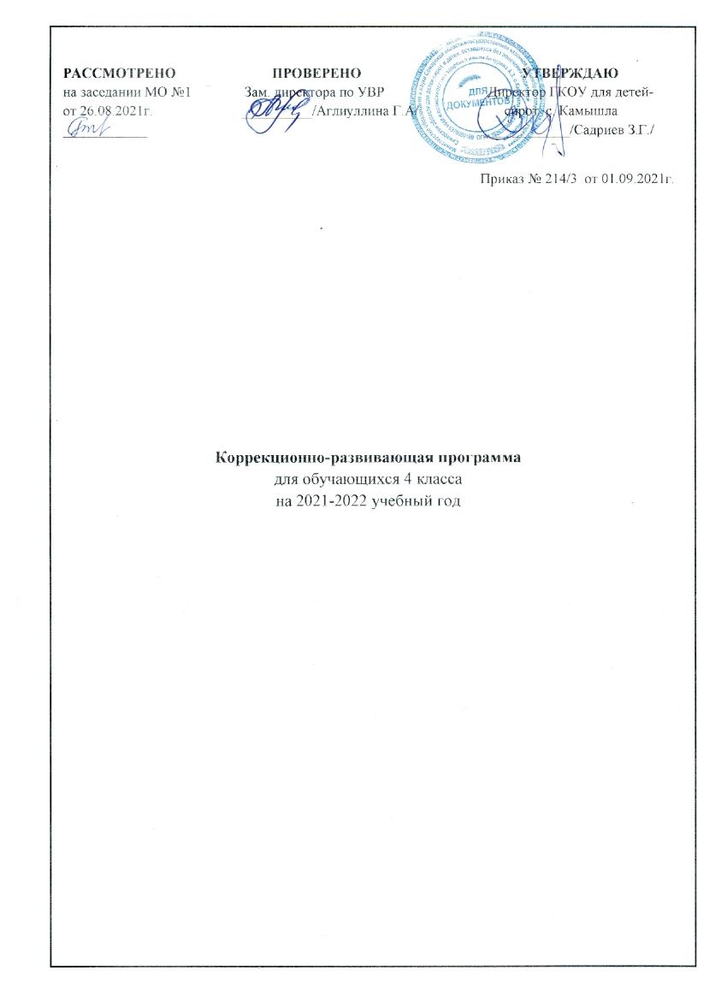 РАССМОТРЕНО
на заседании МО №1
от 26.08.2021г.
ПРОВЕРЕНО
Зам. директора по УВР
/Аглиуллина Г.А/
УТВЕРЖДАЮ
Директор ГКОУ для детей-
сирот с. Камышла
/Садриев З.Г./
ДЛЯ
ДОКУМЕНТОВ
Приказ № 214/3 от 01.09.2021г.
Коррекционно-развивающая программа
для обучающихся 4 класса
на 2021-2022 учебный год